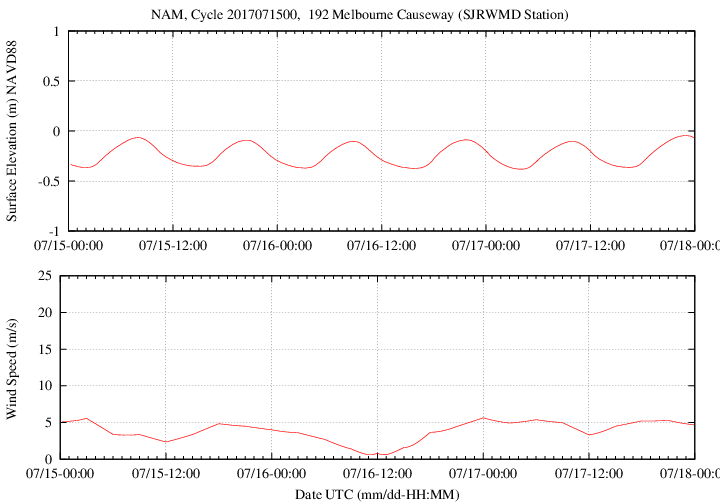 NAM, Cycle 2017071500,  192 Melbourne Causeway (SJRWMD Station)
Surface Elevation (m) NAVD88
1
0.5
0
-0.5
-1
07/15-00:00 07/15-12:00 07/16-00:00 07/16-12:00 07/17-00:00 07/17-12:00 07/18-00:0
Wind Speed (m/s)
25
20
15
10
5
0
07/15-00:00 07/15-12:00 07/16-00:00 07/16-12:00 07/17-00:00 07/17-12:00 07/18-00:0
Date UTC (mm/dd-HH:MM)